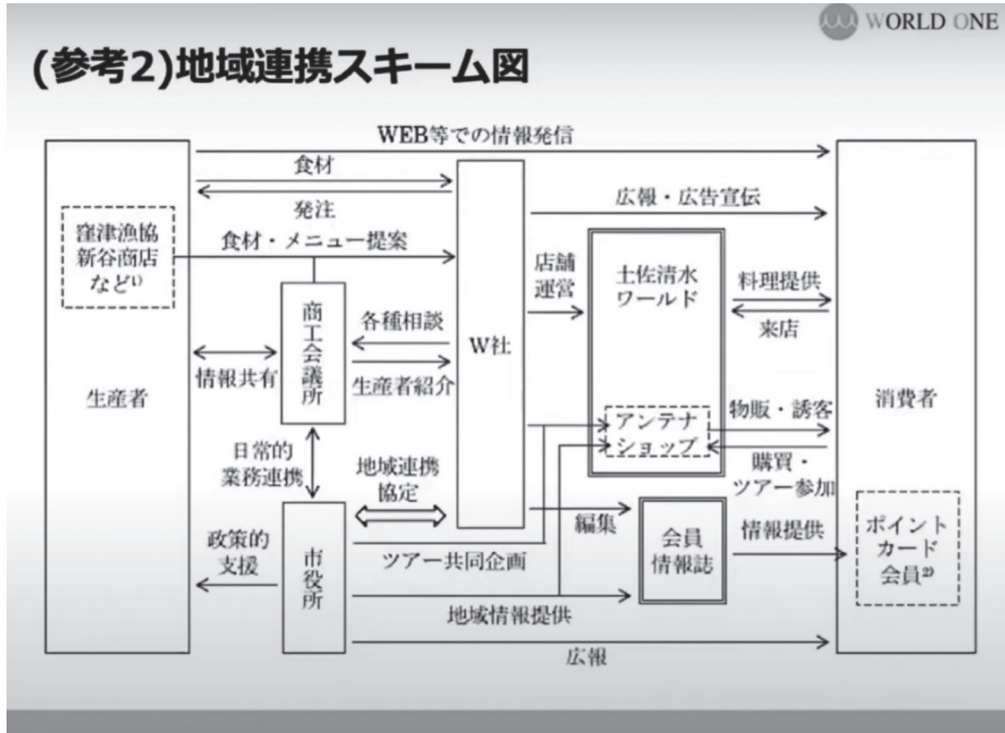 WORLD ONE
(参考2)地域連携スキーム図
WEB等での情報発信
食材
発注
広報・広告宣伝
窪津漁協
新谷商店
など1)
食材・メニュー提案
店舗
運営
土佐清水
ワールド
料理提供
来店
商工会議所
各種相談
W社
情報共有
生産者紹介
生産者
消費者
アンテナ
ショップ
物販・誘客
購買・
ツアー参加
日常的
業務連携
地域連携
協定
編集
会員
情報誌
情報提供
ポイント
カード
会員2)
政策的
支援
市役所
ツアー共同企画
地域情報提供
広報